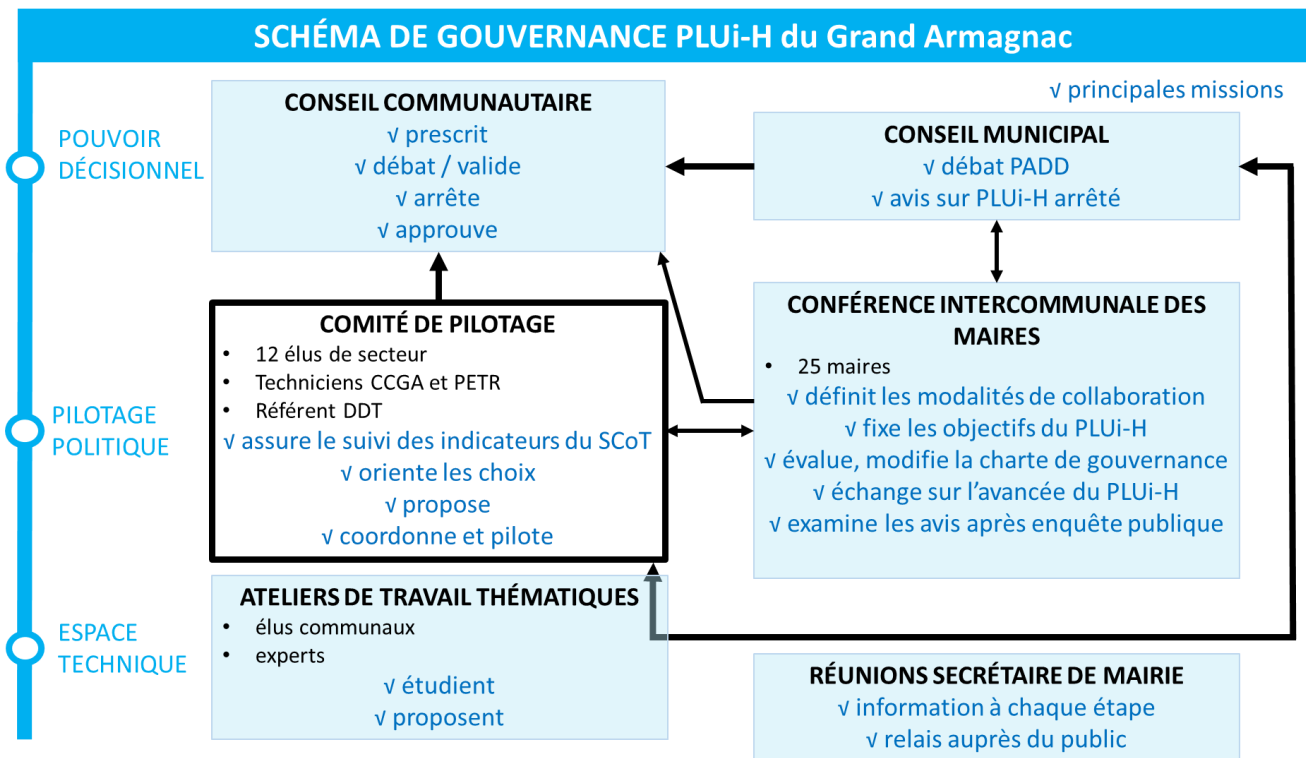 SCHÉMA DE GOUVERNANCE PLUi-H du Grand Armagnac
√ principales missions
POUVOIR
DÉCISIONNEL
CONSEIL COMMUNAUTAIRE
√ prescrit
√ débat / valide
√ arrête
√ approuve
CONSEIL MUNICIPAL
√ débat PADD
√ avis sur PLUi-H arrêté
PILOTAGE
POLITIQUE
COMITÉ DE PILOTAGE
• 12 élus de secteur
• Techniciens CCGA et PETR
• Référent DDT
√ assure le suivi des indicateurs du SCoT
√ oriente les choix
√ propose
√ coordonne et pilote
CONFÉRENCE INTERCOMMUNALE DES
MAIRES
• 25 maires
√ définit les modalités de collaboration
√ fixe les objectifs du PLUi-H
√ évalue, modifie la charte de gouvernance
√ échange sur l’avancée du PLUi-H
√ examine les avis après enquête publique
ESPACE
TECHNIQUE
ATELIERS DE TRAVAIL THÉMATIQUES
• élus communaux
• experts
√ étudient
√ proposent
RÉUNIONS SECRÉTAIRE DE MAIRIE
√ information à chaque étape
√ relais auprès du public